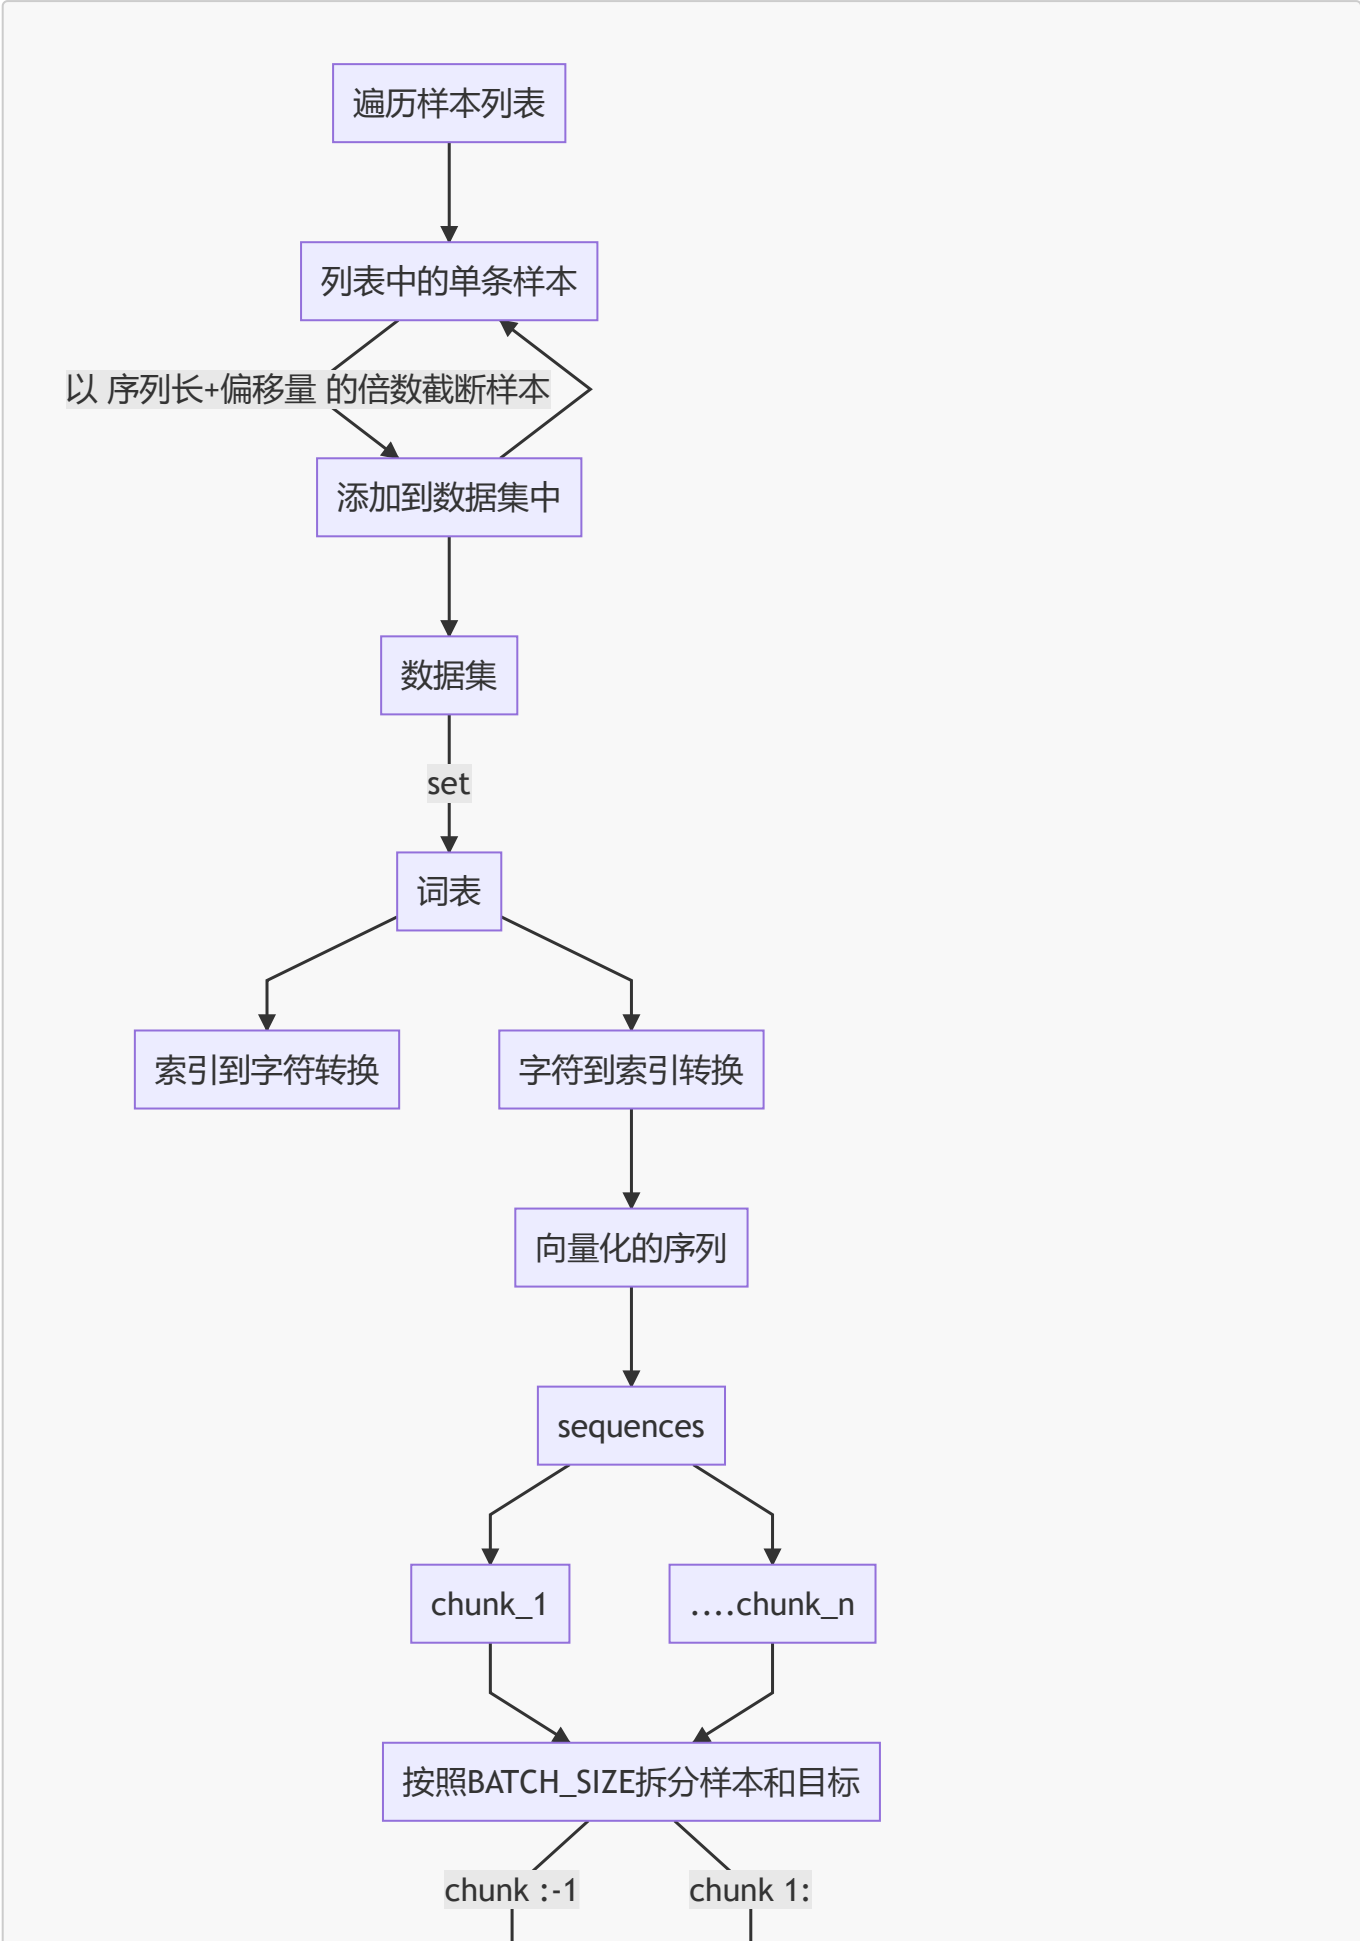 遍历样本列表
列表中的单条样本
以 序列长+偏移量 的倍数截断样本
添加到数据集中
数据集
set
词表
索引到字符转换
字符到索引转换
向量化的序列
sequences
chunk_1
....chunk_n
按照BATCH_SIZE拆分样本和目标
chunk :-1
chunk 1: